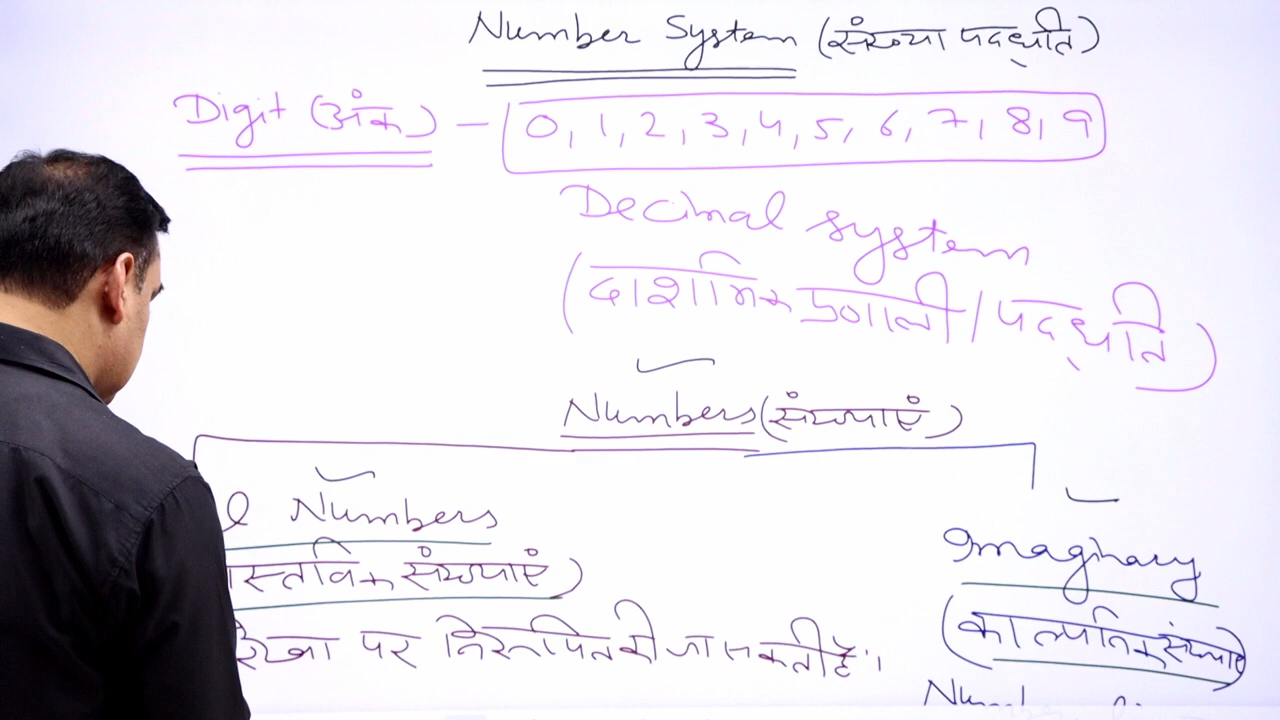 Number System (संख्या पद्धति)
Digit (अंक) - 0, 1, 2, 3, 4, 5, 6, 7, 8, 9
Decimal system
(दाशमिक प्रणाली / पद्धति)
Numbers (संख्याएं)
l Numbers
ास्तविक संख्याएं)
रेखा पर निरूपित की जा सकती हैं।
Imaginary
(काल्पनिक संख्याएं)